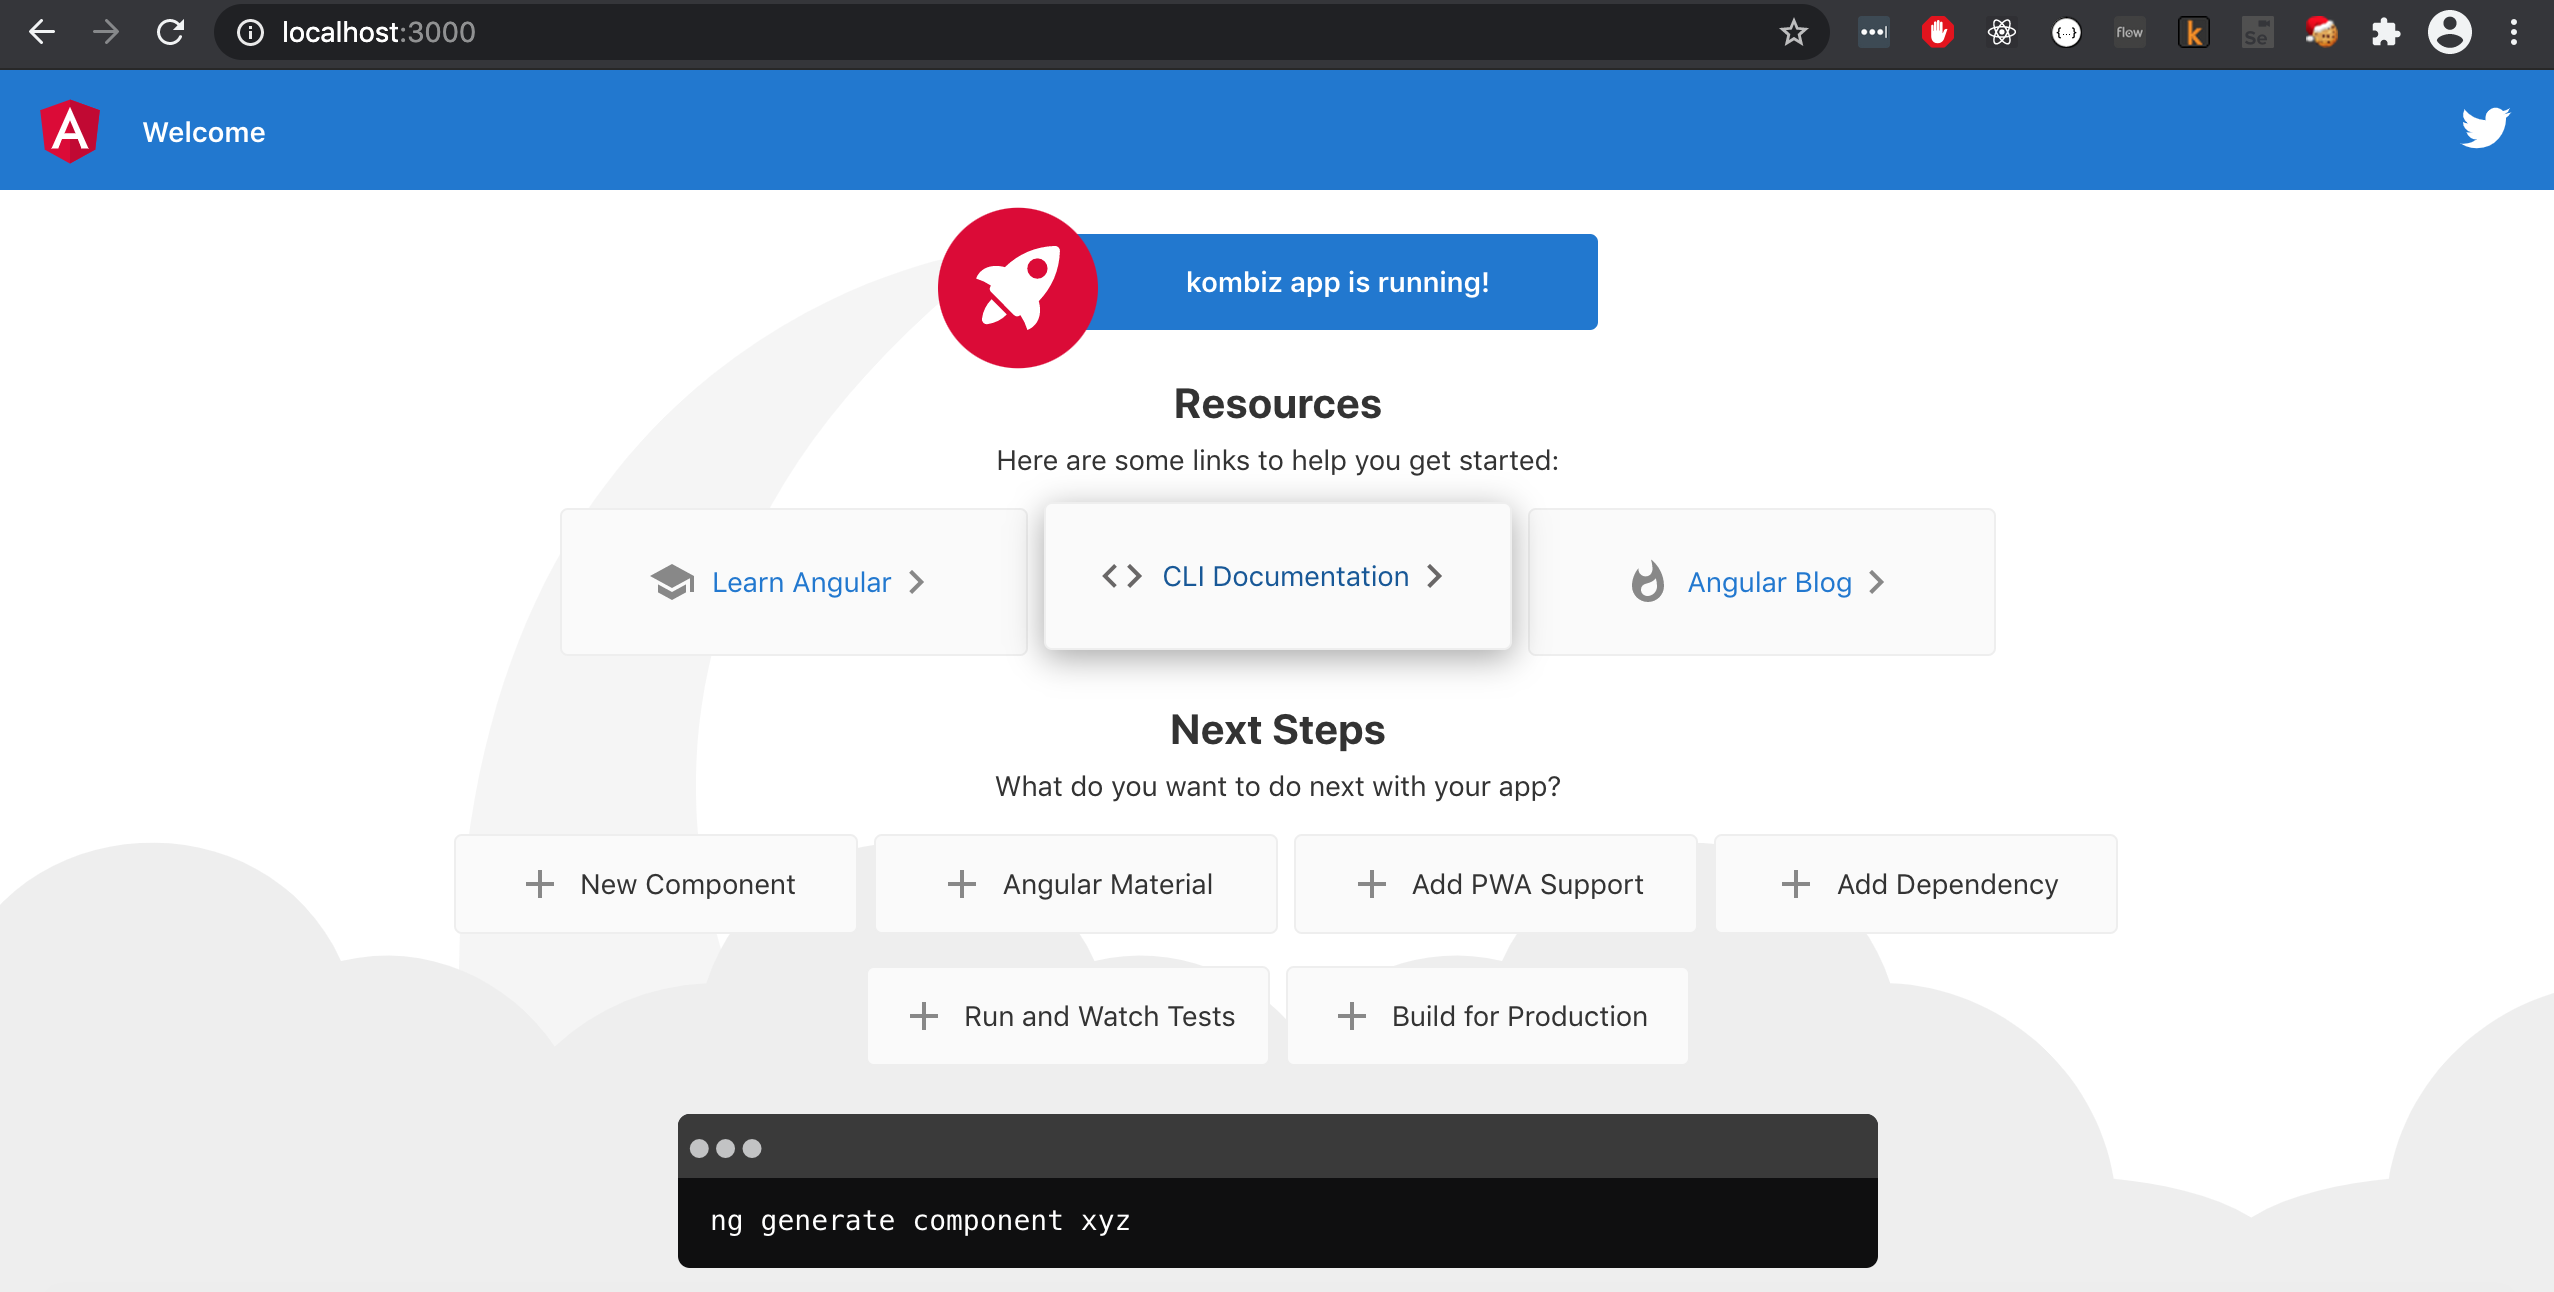 localhost:3000
flow
k
Se
A
Welcome
kombiz app is running!
Resources
Here are some links to help you get started:
Learn Angular
CLI Documentation
Angular Blog
Next Steps
What do you want to do next with your app?
New Component
Angular Material
Add PWA Support
Add Dependency
Run and Watch Tests
Build for Production
ng generate component xyz